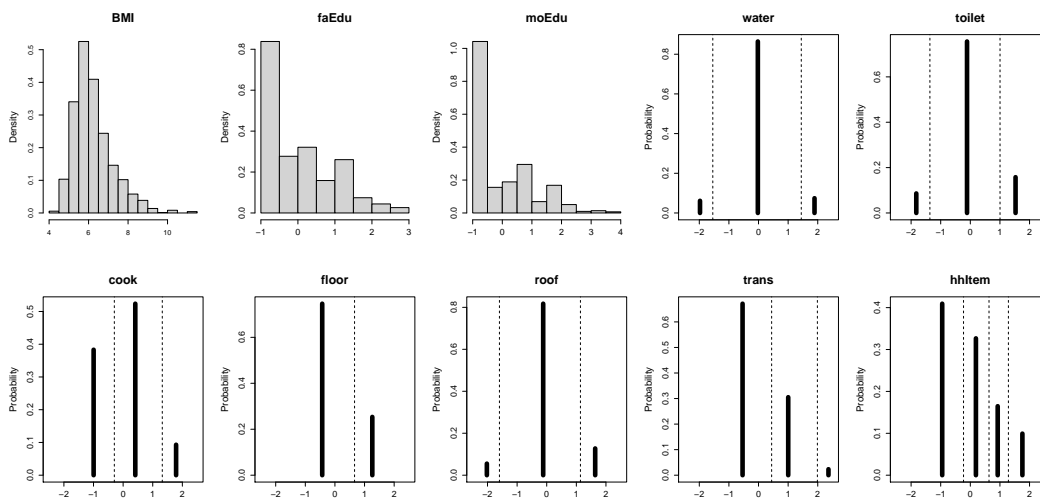 BMI
Density
0.0 0.1 0.2 0.3 0.4 0.5
4 6 8 10
faEdu
Density
0.0 0.2 0.4 0.6 0.8
−1 0 1 2 3
moEdu
Density
0.0 0.2 0.4 0.6 0.8 1.0
−1 0 1 2 3 4
water
Probability
0.0 0.2 0.4 0.6 0.8
−2 −1 0 1 2
toilet
Probability
0.0 0.2 0.4 0.6
−2 −1 0 1 2
cook
Probability
0.0 0.1 0.2 0.3 0.4 0.5
−2 −1 0 1 2
floor
Probability
0.0 0.2 0.4 0.6
−2 −1 0 1 2
roof
Probability
0.0 0.2 0.4 0.6 0.8
−2 −1 0 1 2
trans
Probability
0.0 0.1 0.2 0.3 0.4 0.5 0.6
−2 −1 0 1 2
hhItem
Probability
0.0 0.1 0.2 0.3 0.4
−2 −1 0 1 2